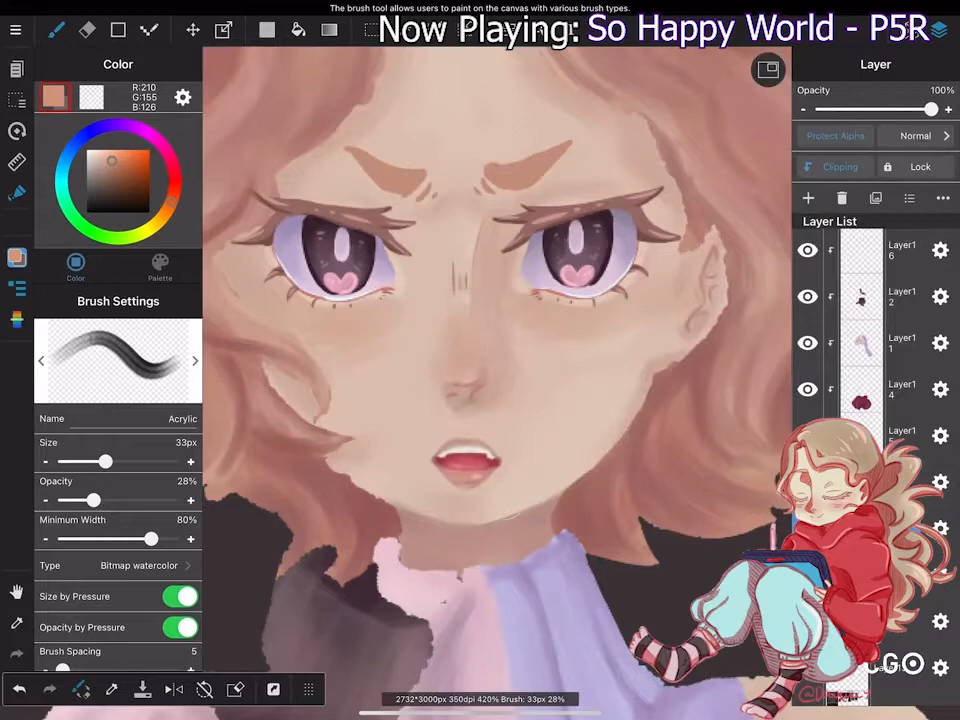 The brush tool allows users to paint on the canvas with various brush types.
Now Playing: So Happy World - P5R
Color
R:210
G:155
B:126
Color
Palette
Brush Settings
Name
Acrylic
Size
33px
-
+
Opacity
28%
-
+
Minimum Width
80%
-
+
Type
Bitmap watercolor
Size by Pressure
Opacity by Pressure
Brush Spacing
5
-
+
2732*3000px 350dpi 420% Brush: 33px 28%
Layer
Opacity
100%
-
+
Protect Alpha
Normal
Clipping
Lock
Layer List
Layer1
6
Layer1
2
Layer1
1
Layer1
4
Layer1